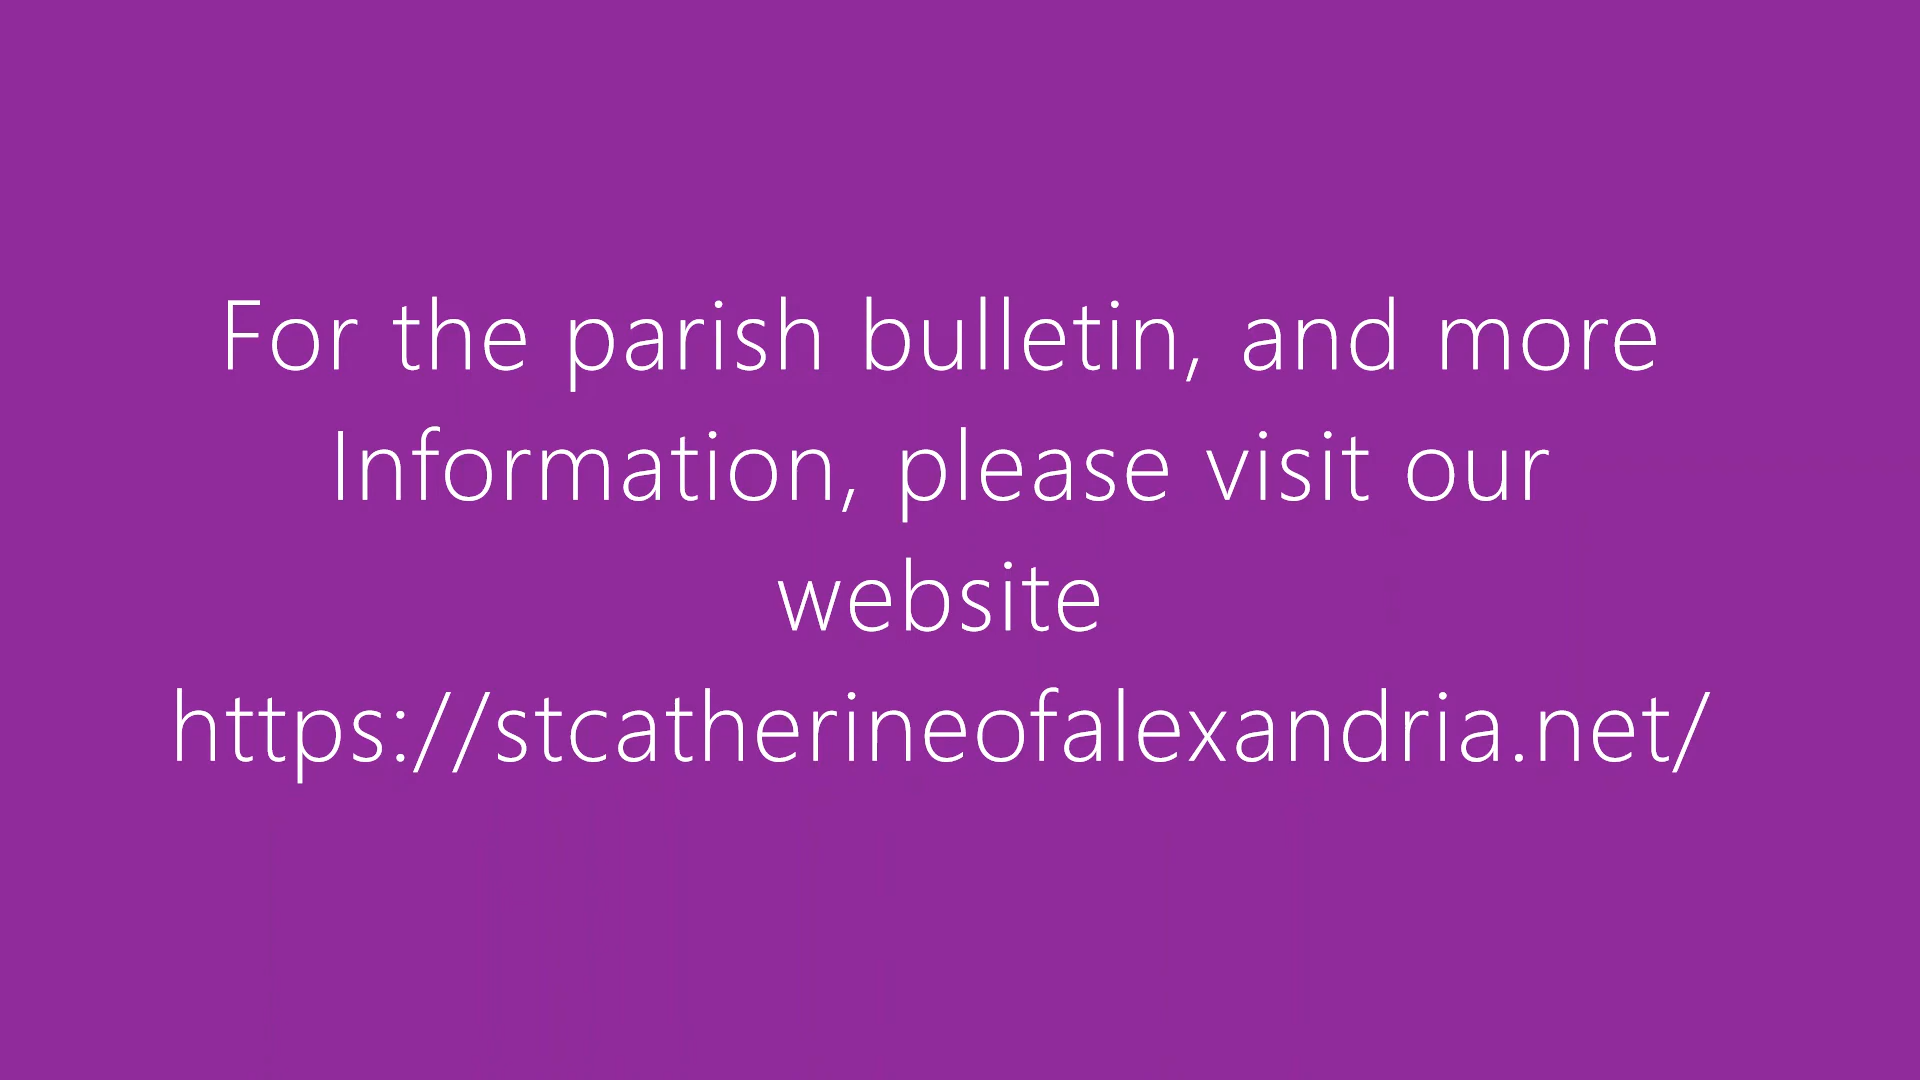 For the parish bulletin, and more
Information, please visit our
website
https://stcatherineofalexandria.net/